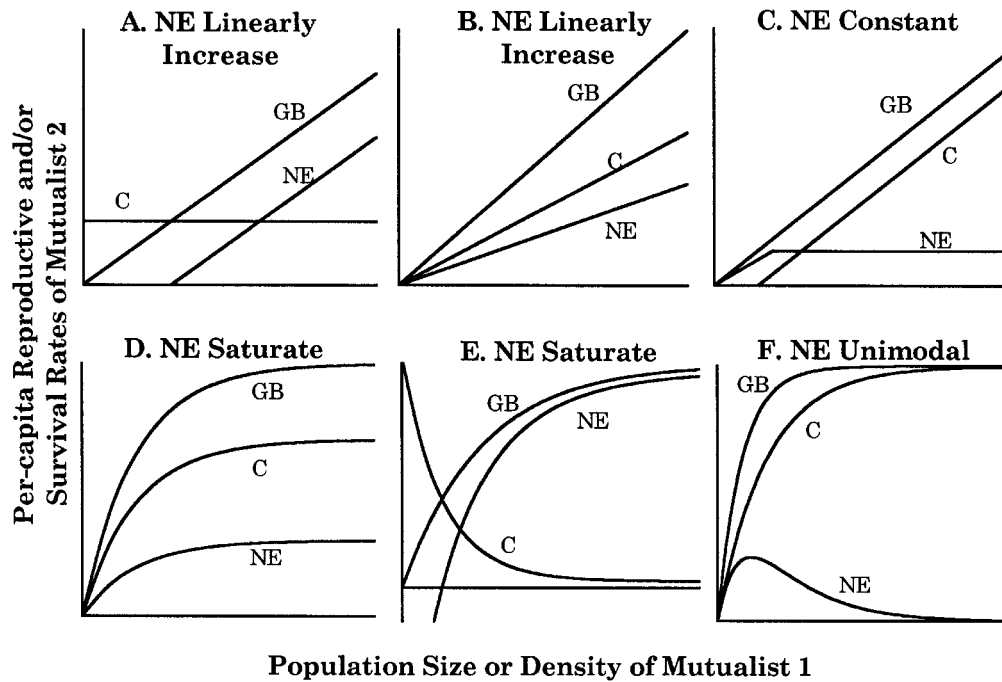 A. NE Linearly
Increase
B. NE Linearly
Increase
C. NE Constant
GB
NE
C
GB
C
NE
GB
C
NE
D. NE Saturate
E. NE Saturate
F. NE Unimodal
GB
C
NE
GB
NE
C
GB
C
NE
Per-capita Reproductive and/or
Survival Rates of Mutualist 2
Population Size or Density of Mutualist 1